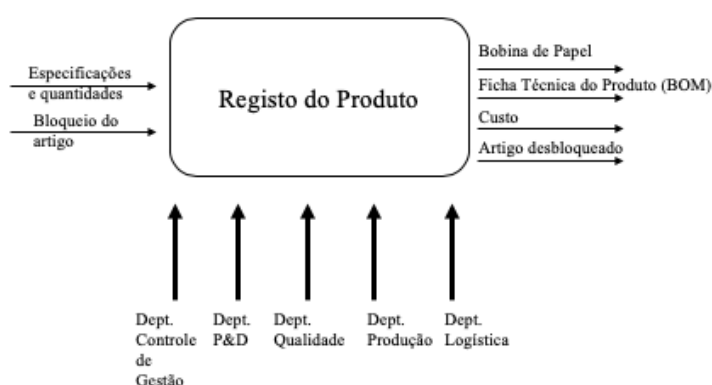 Especificações
e quantidades
Bloqueio do
artigo
Registo do Produto
Bobina de Papel
Ficha Técnica do Produto (BOM)
Custo
Artigo desbloqueado
Dept.
Controle
de
Gestão
Dept.
P&D
Dept.
Qualidade
Dept.
Produção
Dept.
Logística